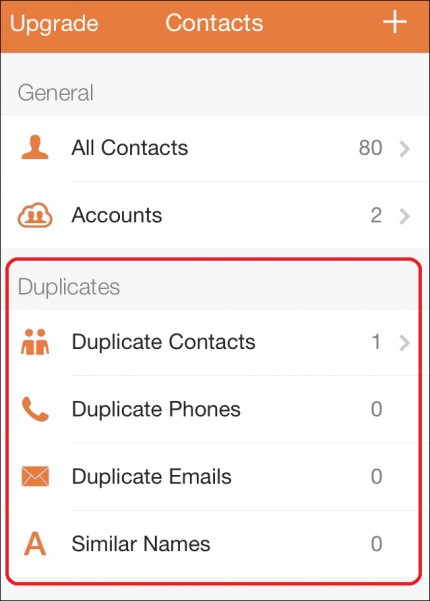 Upgrade Contacts +
General
All Contacts 80
Accounts 2
Duplicates
Duplicate Contacts 1
Duplicate Phones 0
Duplicate Emails 0
A Similar Names 0